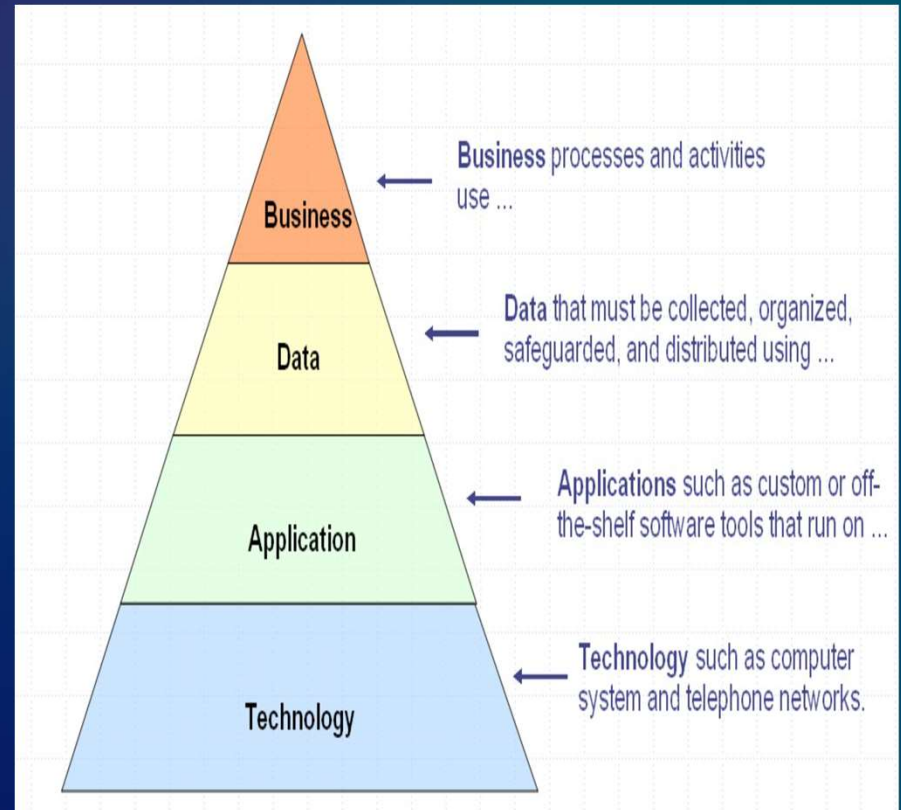 Business processes and activities
use ...
Business
Data that must be collected, organized,
safeguarded, and distributed using ...
Data
Applications such as custom or off-
the-shelf software tools that run on ...
Application
Technology such as computer
system and telephone networks.
Technology